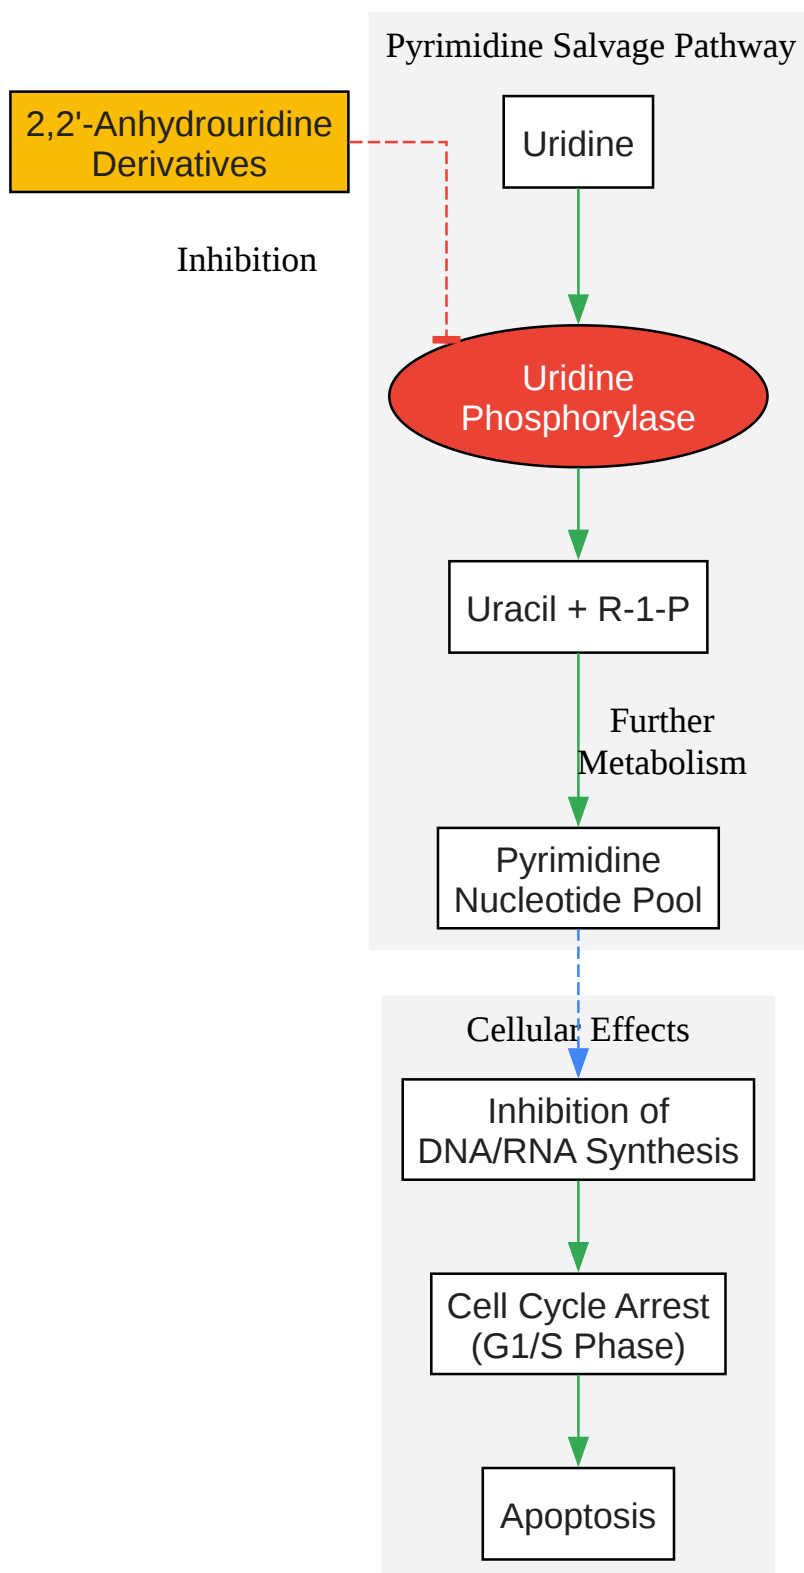 Pyrimidine Salvage Pathway
2,2'-Anhydrouridine
Derivatives
Uridine
Inhibition
Uridine
Phosphorylase
Uracil + R-1-P
Further
Metabolism
Pyrimidine
Nucleotide Pool
Cellular Effects
Inhibition of
DNA/RNA Synthesis
Cell Cycle Arrest
(G1/S Phase)
Apoptosis